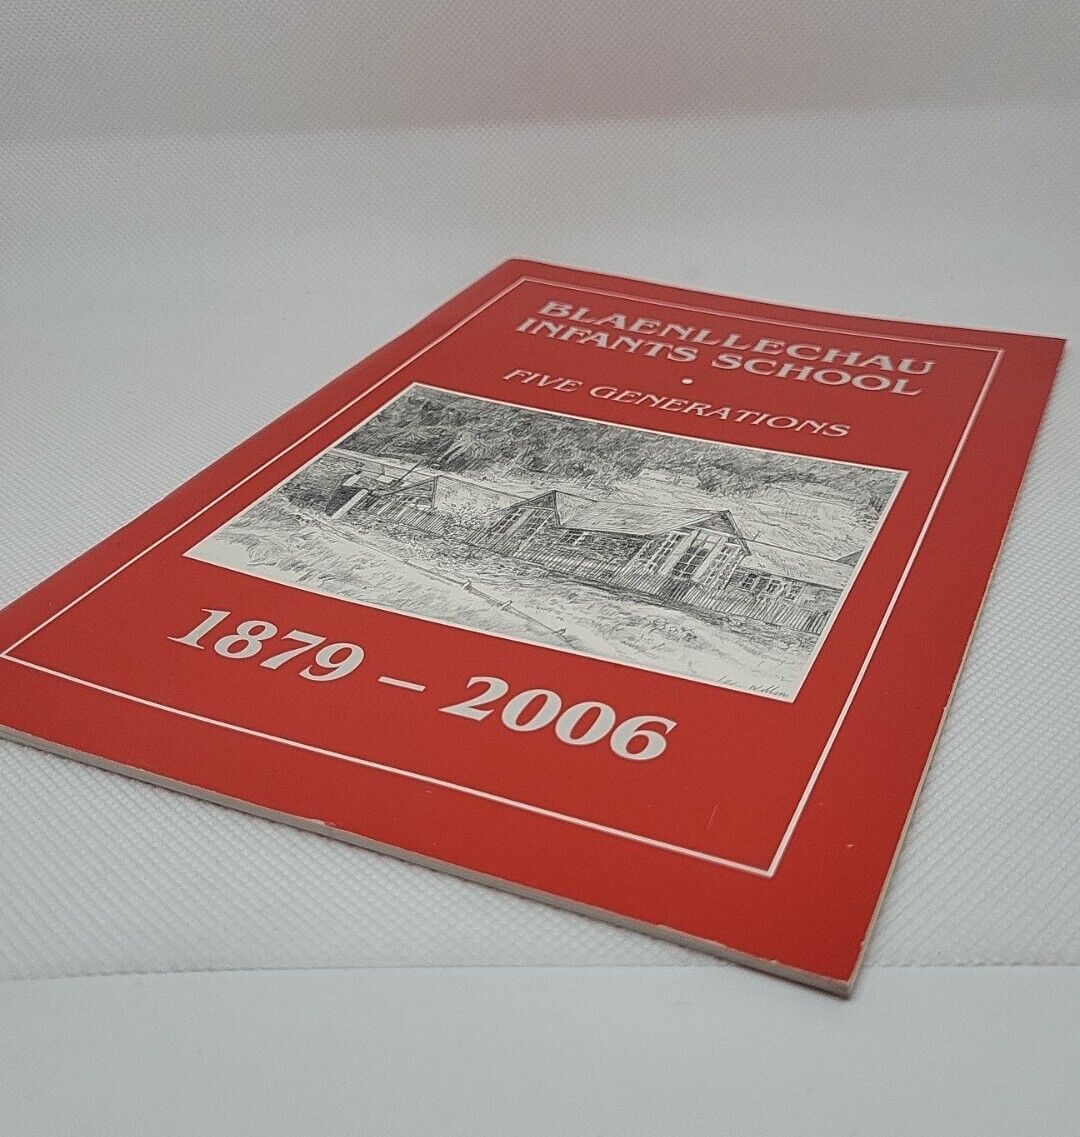 BLAENLLECHAU
INFANTS SCHOOL
•
FIVE GENERATIONS
1879 – 2006